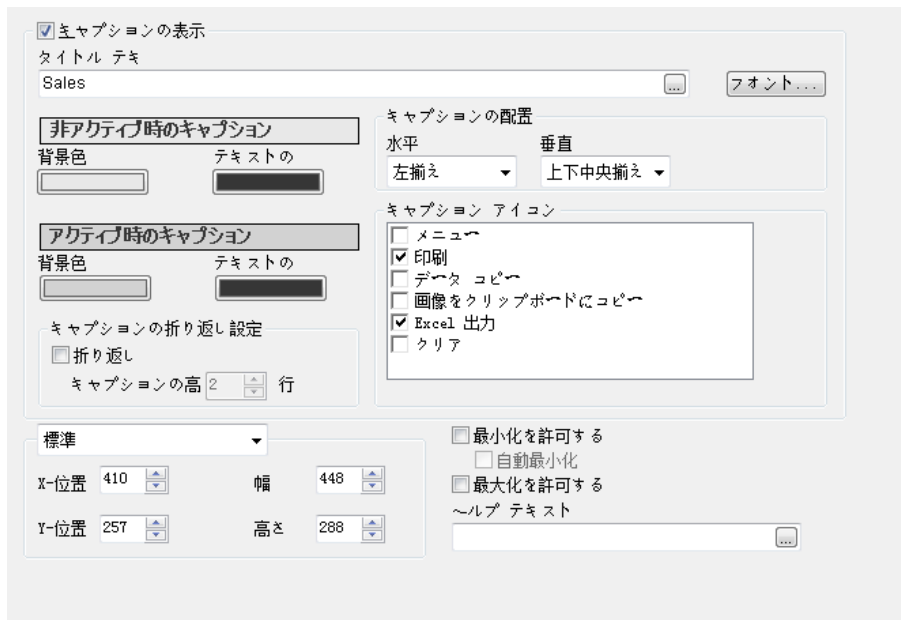 キャプションの表示
タイトル テキ
Sales
...
フォント...
非アクティブ時のキャプション
背景色
テキストの
アクティブ時のキャプション
背景色
テキストの
キャプションの折り返し設定
折り返し
キャプションの高 2 行
キャプションの配置
水平
垂直
左揃え
上下中央揃え
キャプション アイコン
メニュー
印刷
データ コピー
画像をクリップボードにコピー
Excel 出力
クリア
標準
X-位置 410
幅 448
Y-位置 257
高さ 288
最小化を許可する
自動最小化
最大化を許可する
ヘルプ テキスト
...